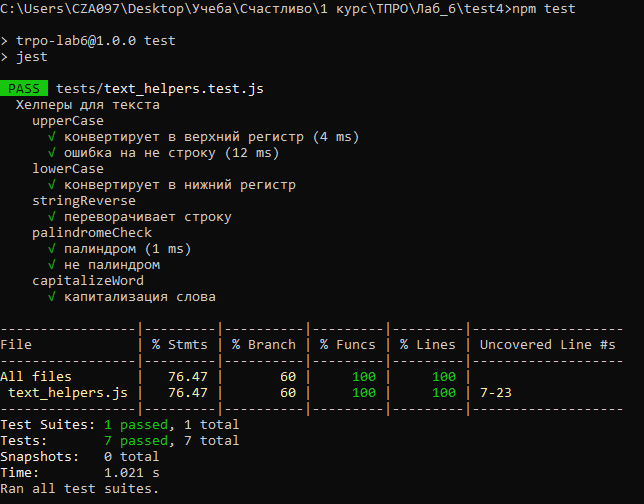 C:\Users\CZA097\Desktop\Учеба\Счастливо\1 курс\ТПРО\Лаб_6\test4>npm test
> trpo-lab6@1.0.0 test
> jest
PASS tests/text_helpers.test.js
Хелперы для текста
upperCase
√ конвертирует в верхний регистр (4 ms)
√ ошибка на не строку (12 ms)
lowerCase
√ конвертирует в нижний регистр
stringReverse
√ переворачивает строку
palindromeCheck
√ палиндром (1 ms)
√ не палиндром
capitalizeWord
√ капитализация слова
-----------------|---------|----------|---------|---------|-------------------
File             | % Stmts | % Branch | % Funcs | % Lines | Uncovered Line #s
-----------------|---------|----------|---------|---------|-------------------
All files        |   76.47 |       60 |     100 |     100 |
 text_helpers.js |   76.47 |       60 |     100 |     100 | 7-23
-----------------|---------|----------|---------|---------|-------------------
Test Suites: 1 passed, 1 total
Tests:       7 passed, 7 total
Snapshots:   0 total
Time:        1.021 s
Ran all test suites.